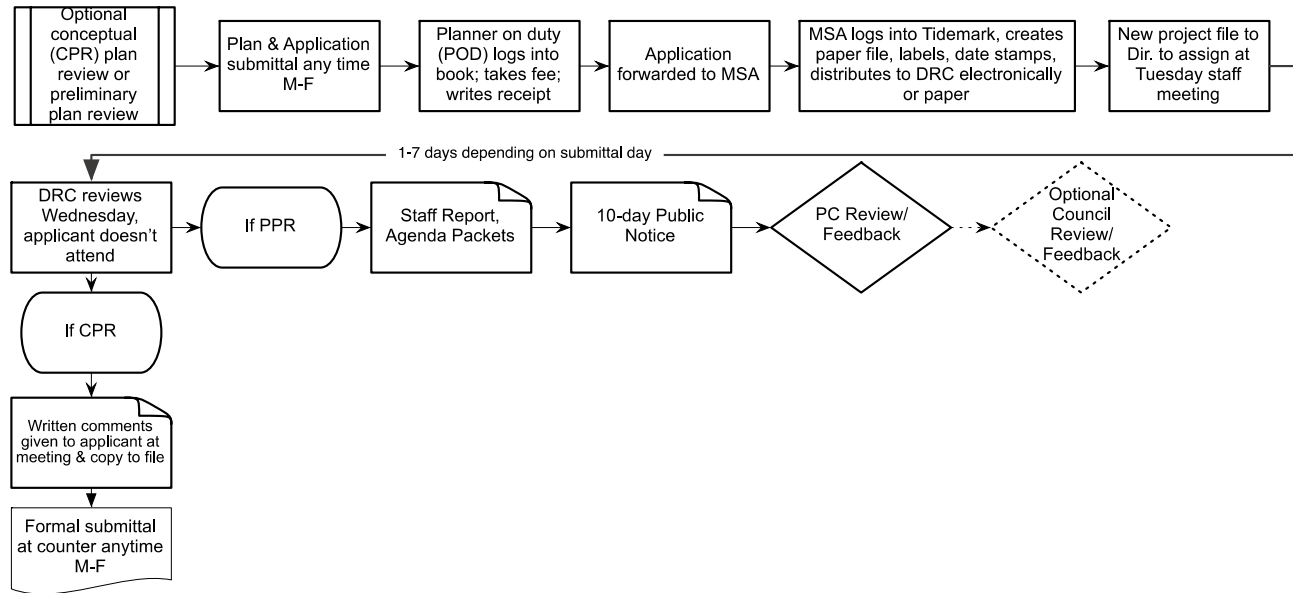 Optional
conceptual
(CPR) plan
review or
preliminary
plan review
Plan & Application
submittal any time
M-F
Planner on duty
(POD) logs into
book; takes fee;
writes receipt
Application
forwarded to MSA
MSA logs into Tidemark, creates
paper file, labels, date stamps,
distributes to DRC electronically
or paper
New project file to
Dir. to assign at
Tuesday staff
meeting
1-7 days depending on submittal day
DRC reviews
Wednesday,
applicant doesn't
attend
If PPR
Staff Report,
Agenda Packets
10-day Public
Notice
PC Review/
Feedback
Optional
Council
Review/
Feedback
If CPR
Written comments
given to applicant at
meeting & copy to file
Formal submittal
at counter anytime
M-F